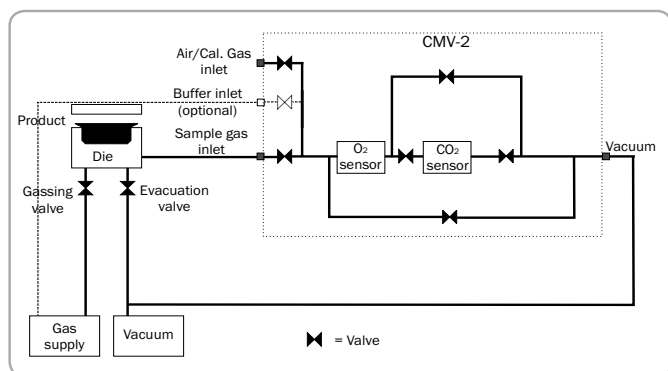 CMV-2
Air/Cal. Gas
inlet
Buffer inlet
(optional)
Product
Sample gas
inlet
Die
O₂
sensor
CO₂
sensor
Vacuum
Gassing
valve
Evacuation
valve
Gas
supply
Vacuum
= Valve